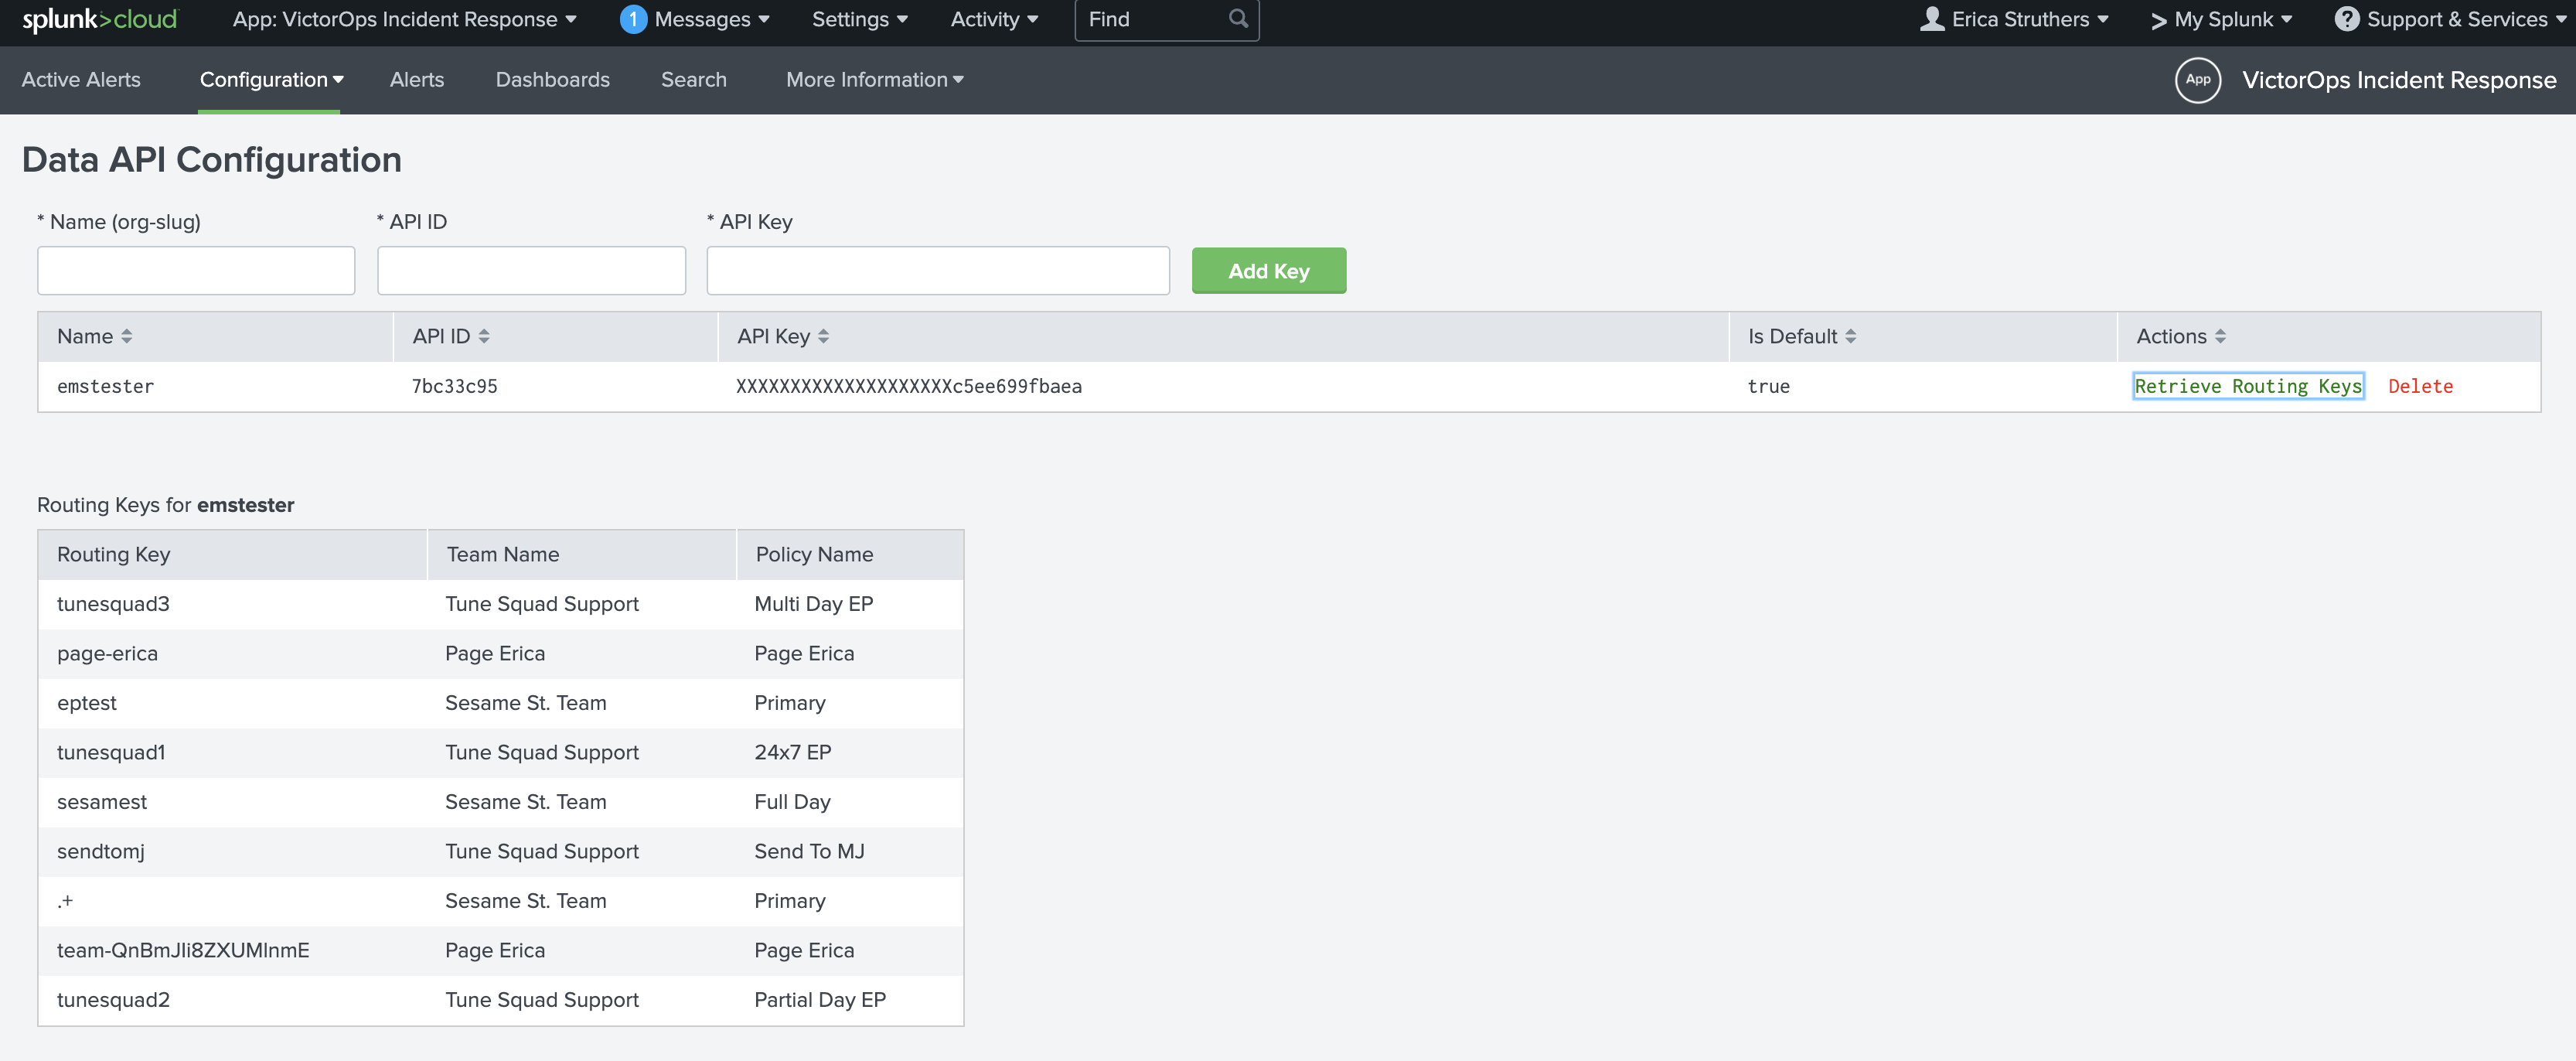 splunk>cloud App: VictorOps Incident Response 1 Messages Settings Activity Find Erica Struthers > My Splunk ? Support & Services
Active Alerts Configuration Alerts Dashboards Search More Information App VictorOps Incident Response
Data API Configuration
* Name (org-slug) * API ID * API Key
Add Key
Name API ID API Key Is Default Actions
emstester 7bc33c95 XXXXXXXXXXXXXXXXXXXXc5ee699fbaea true Retrieve Routing Keys Delete
Routing Keys for emstester
Routing Key Team Name Policy Name
tunesquad3 Tune Squad Support Multi Day EP
page-erica Page Erica Page Erica
eptest Sesame St. Team Primary
tunesquad1 Tune Squad Support 24x7 EP
sesamest Sesame St. Team Full Day
sendtomj Tune Squad Support Send To MJ
.+ Sesame St. Team Primary
team-QnBmJIi8ZXUMlnmE Page Erica Page Erica
tunesquad2 Tune Squad Support Partial Day EP